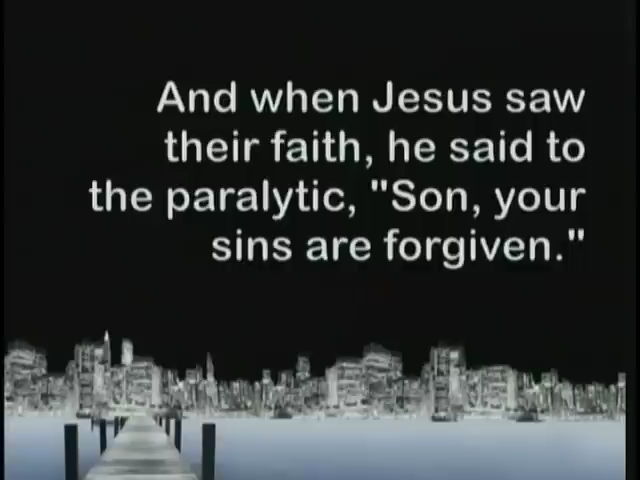 And when Jesus saw
their faith, he said to
the paralytic, "Son, your
sins are forgiven."